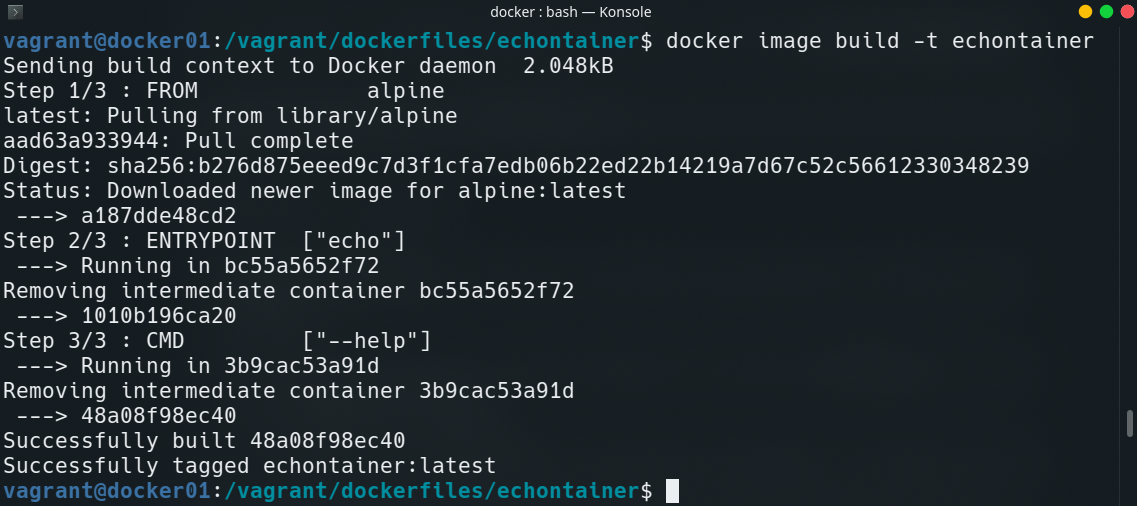 docker : bash — Konsole
vagrant@docker01:/vagrant/dockerfiles/echontainer$ docker image build -t echontainer
Sending build context to Docker daemon  2.048kB
Step 1/3 : FROM             alpine
latest: Pulling from library/alpine
aad63a933944: Pull complete
Digest: sha256:b276d875eeed9c7d3f1cfa7edb06b22ed22b14219a7d67c52c56612330348239
Status: Downloaded newer image for alpine:latest
 ---> a187dde48cd2
Step 2/3 : ENTRYPOINT  ["echo"]
 ---> Running in bc55a5652f72
Removing intermediate container bc55a5652f72
 ---> 1010b196ca20
Step 3/3 : CMD         ["--help"]
 ---> Running in 3b9cac53a91d
Removing intermediate container 3b9cac53a91d
 ---> 48a08f98ec40
Successfully built 48a08f98ec40
Successfully tagged echontainer:latest
vagrant@docker01:/vagrant/dockerfiles/echontainer$